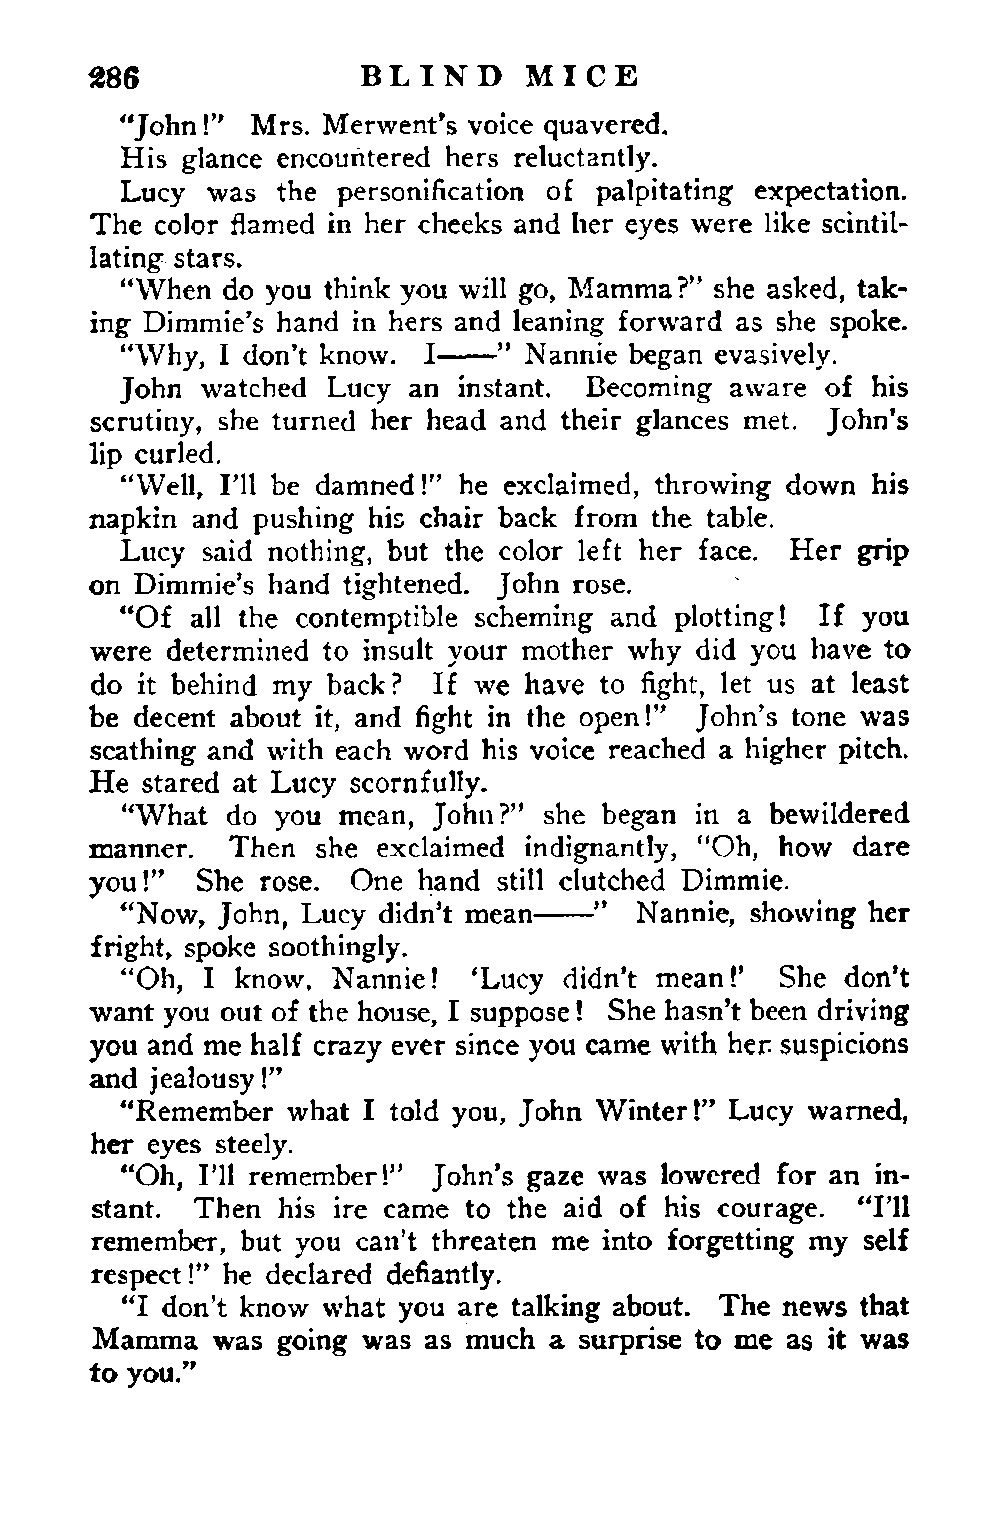 286 BLIND MICE
“John!” Mrs. Merwent’s voice quavered.
His glance encountered hers reluctantly.
Lucy was the personification of palpitating expectation.
The color flamed in her cheeks and her eyes were like scintil-
lating stars.
“When do you think you will go, Mamma?” she asked, tak-
ing Dimmie’s hand in hers and leaning forward as she spoke.
“Why, I don’t know. I——” Nannie began evasively.
John watched Lucy an instant. Becoming aware of his
scrutiny, she turned her head and their glances met. John’s
lip curled.
“Well, I’ll be damned!” he exclaimed, throwing down his
napkin and pushing his chair back from the table.
Lucy said nothing, but the color left her face. Her grip
on Dimmie’s hand tightened. John rose.
“Of all the contemptible scheming and plotting! If you
were determined to insult your mother why did you have to
do it behind my back? If we have to fight, let us at least
be decent about it, and fight in the open!” John’s tone was
scathing and with each word his voice reached a higher pitch.
He stared at Lucy scornfully.
“What do you mean, John?” she began in a bewildered
manner. Then she exclaimed indignantly, “Oh, how dare
you!” She rose. One hand still clutched Dimmie.
“Now, John, Lucy didn’t mean——” Nannie, showing her
fright, spoke soothingly.
“Oh, I know, Nannie! ‘Lucy didn’t mean!’ She don’t
want you out of the house, I suppose! She hasn’t been driving
you and me half crazy ever since you came with her suspicions
and jealousy!”
“Remember what I told you, John Winter!” Lucy warned,
her eyes steely.
“Oh, I’ll remember!” John’s gaze was lowered for an in-
stant. Then his ire came to the aid of his courage. “I’ll
remember, but you can’t threaten me into forgetting my self
respect!” he declared defiantly.
“I don’t know what you are talking about. The news that
Mamma was going was as much a surprise to me as it was
to you.”